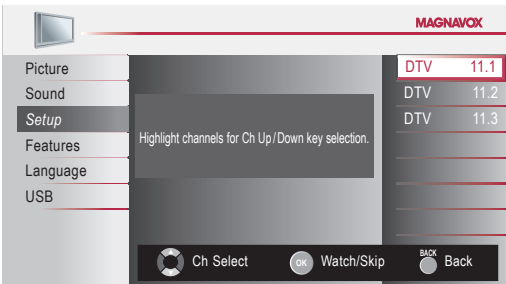 MAGNAVOX
Picture
Sound
Setup
Features
Language
USB
Highlight channels for Ch Up/Down key selection.
DTV 11.1
DTV 11.2
DTV 11.3
Ch Select
OK Watch/Skip
BACK Back